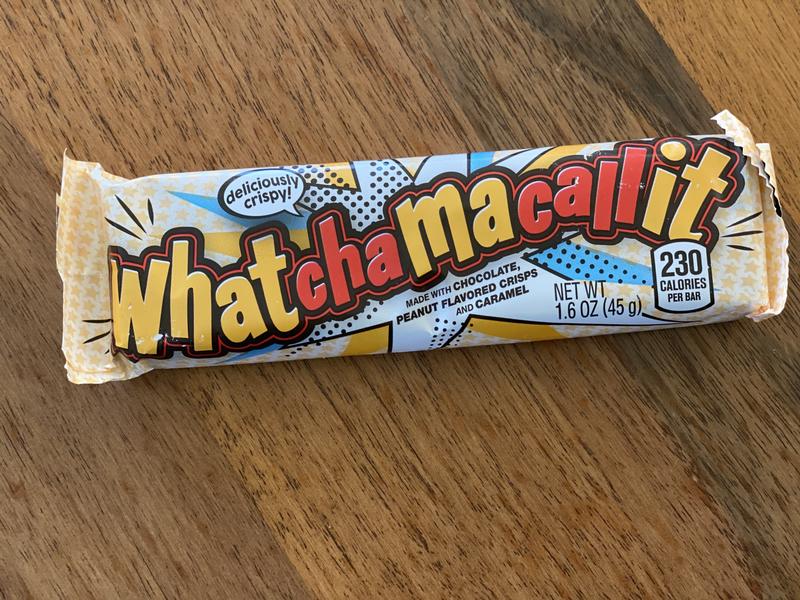 deliciously
crispy!
Whatchamacallit
MADE WITH CHOCOLATE,
PEANUT FLAVORED CRISPS
AND CARAMEL
NET WT
1.6 OZ (45 g)
230
CALORIES
PER BAR